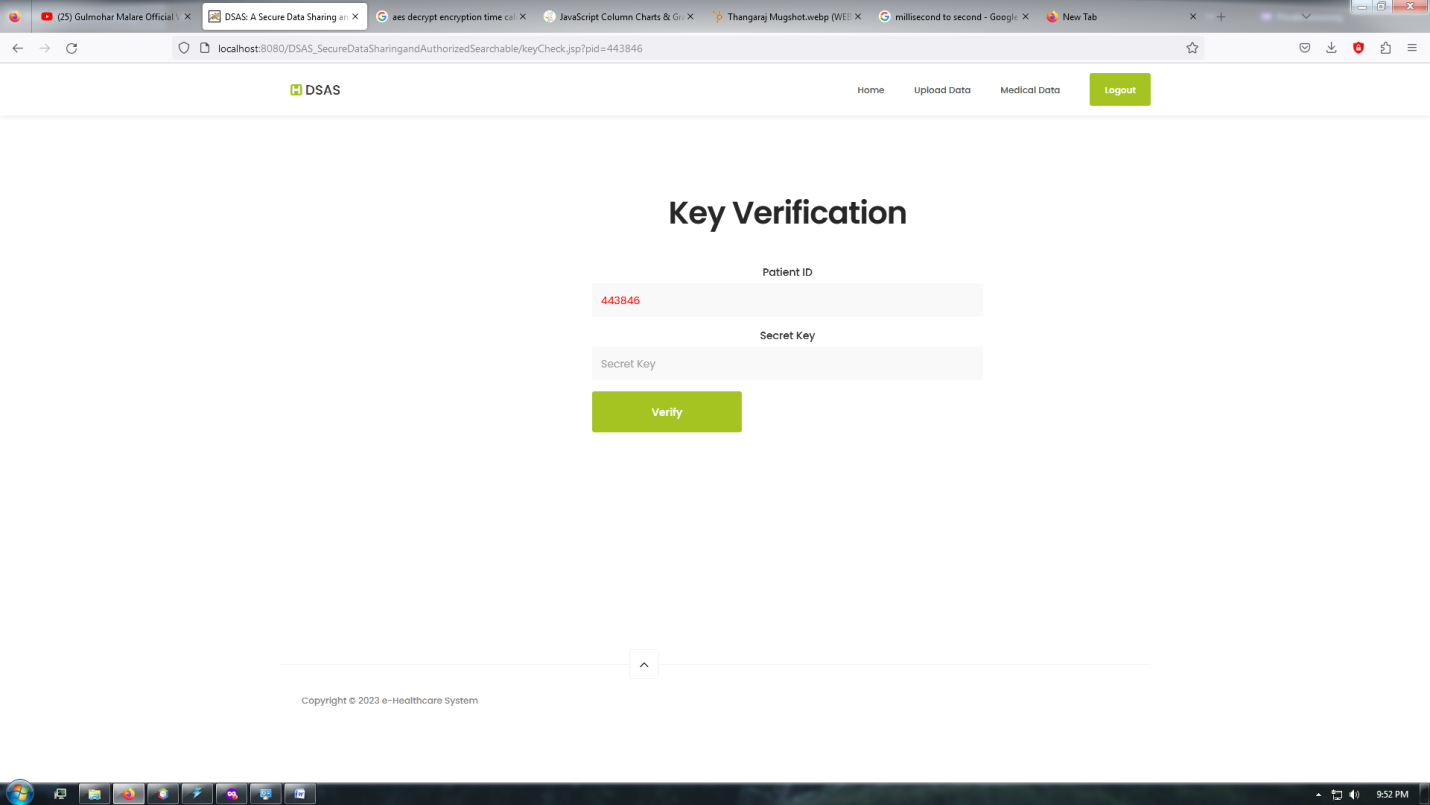 (25) Gulmohar Malare Official V
DSAS: A Secure Data Sharing an
aes decrypt encryption time cal
JavaScript Column Charts & Gra
Thangaraj Mugshot.webp (WEB
millisecond to second - Google
New Tab
localhost:8080/DSAS_SecureDataSharingandAuthorizedSearchable/keyCheck.jsp?pid=443846
DSAS
Home
Upload Data
Medical Data
Logout
Key Verification
Patient ID
443846
Secret Key
Secret Key
Verify
Copyright © 2023 e-Healthcare System
9:52 PM